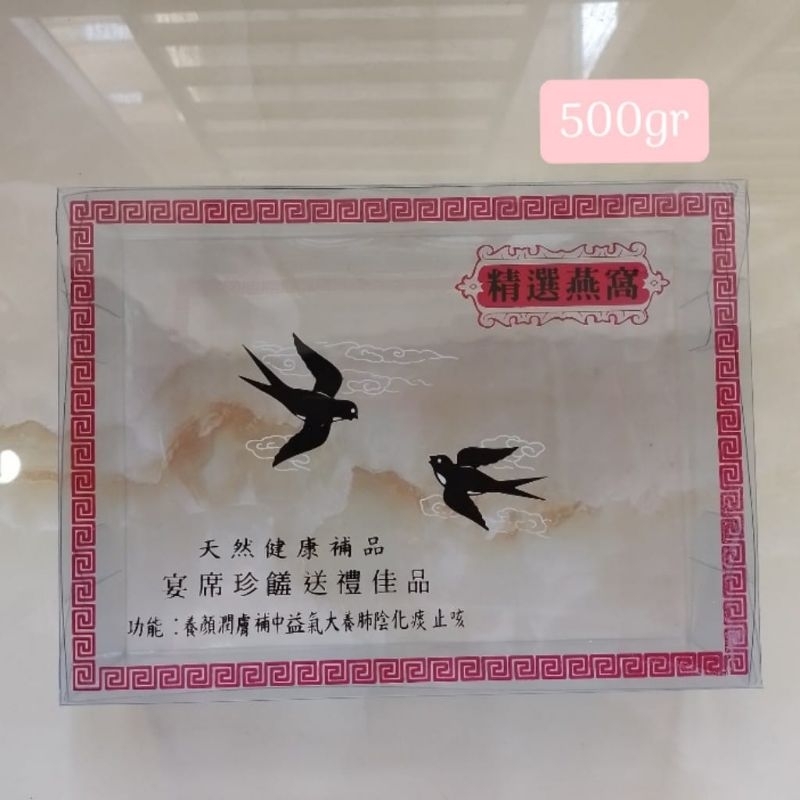 500gr
精選燕窩
天然健康補品
宴席珍饈送禮佳品
功能：養顏潤膚補中益氣大養肺陰化痰止咳